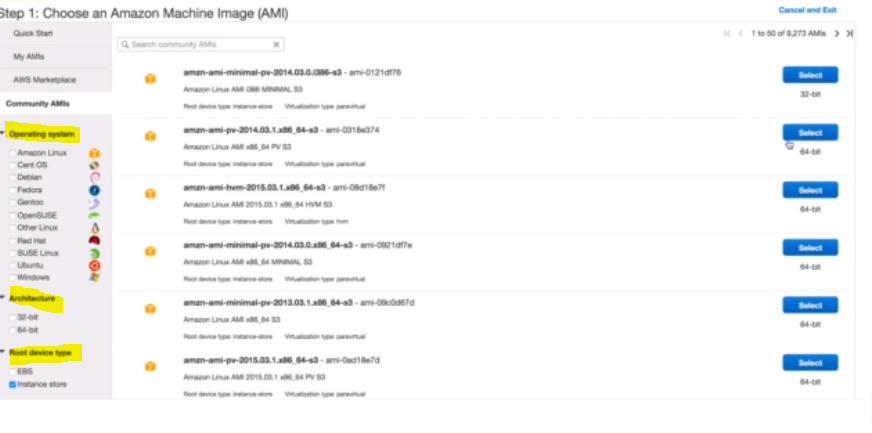 Step 1: Choose an Amazon Machine Image (AMI)
Cancel and Exit
Quick Start
My AMIs
AWS Marketplace
Community AMIs
Operating system
Amazon Linux
Cent OS
Debian
Fedora
Gentoo
OpenSUSE
Other Linux
Red Hat
SUSE Linux
Ubuntu
Windows
Architecture
32-bit
64-bit
Root device type
EBS
Instance store
Search community AMIs
1 to 50 of 9,273 AMIs
amzn-ami-minimal-pv-2014.03.0.i386-s3 - ami-0121df76
Select
Amazon Linux AMI i386 MINIMAL S3
32-bit
Root device type: instance-store Virtualization type: paravirtual
amzn-ami-pv-2014.03.1.x86_64-s3 - ami-0318e374
Select
Amazon Linux AMI x86_64 PV S3
64-bit
Root device type: instance-store Virtualization type: paravirtual
amzn-ami-hvm-2015.03.1.x86_64-s3 - ami-08d18e7f
Select
Amazon Linux AMI 2015.03.1 x86_64 HVM S3
64-bit
Root device type: instance-store Virtualization type: hvm
amzn-ami-minimal-pv-2014.03.0.x86_64-s3 - ami-0921df7e
Select
Amazon Linux AMI x86_64 MINIMAL S3
64-bit
Root device type: instance-store Virtualization type: paravirtual
amzn-ami-minimal-pv-2013.03.1.x86_64-s3 - ami-09c0d67d
Select
Amazon Linux AMI x86_64 S3
64-bit
Root device type: instance-store Virtualization type: paravirtual
amzn-ami-pv-2015.03.1.x86_64-s3 - ami-0ad18e7d
Select
Amazon Linux AMI 2015.03.1 x86_64 PV S3
64-bit
Root device type: instance-store Virtualization type: paravirtual